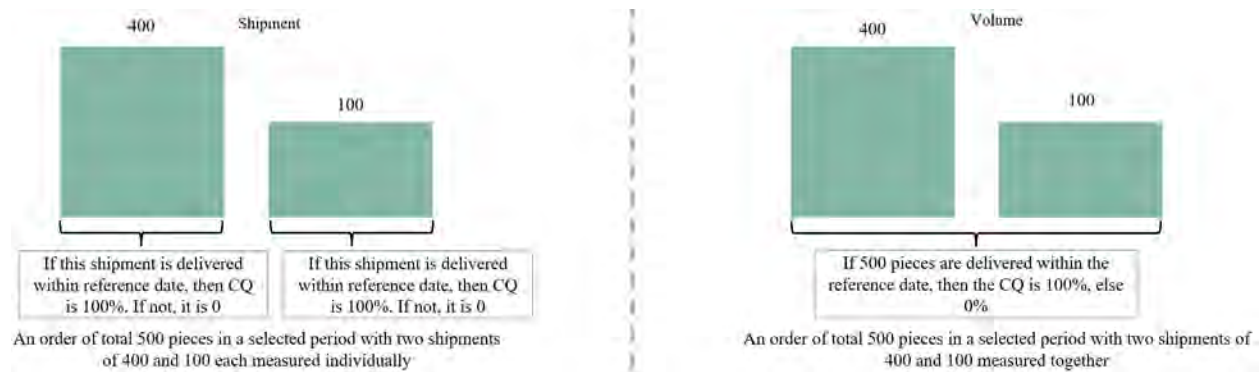 Shipment
400
100
If this shipment is delivered
within reference date, then CQ
is 100%. If not, it is 0
If this shipment is delivered
within reference date, then CQ
is 100%. If not, it is 0
An order of total 500 pieces in a selected period with two shipments
of 400 and 100 each measured individually
Volume
400
100
If 500 pieces are delivered within the
reference date, then the CQ is 100%, else
0%
An order of total 500 pieces in a selected period with two shipments of
400 and 100 measured together